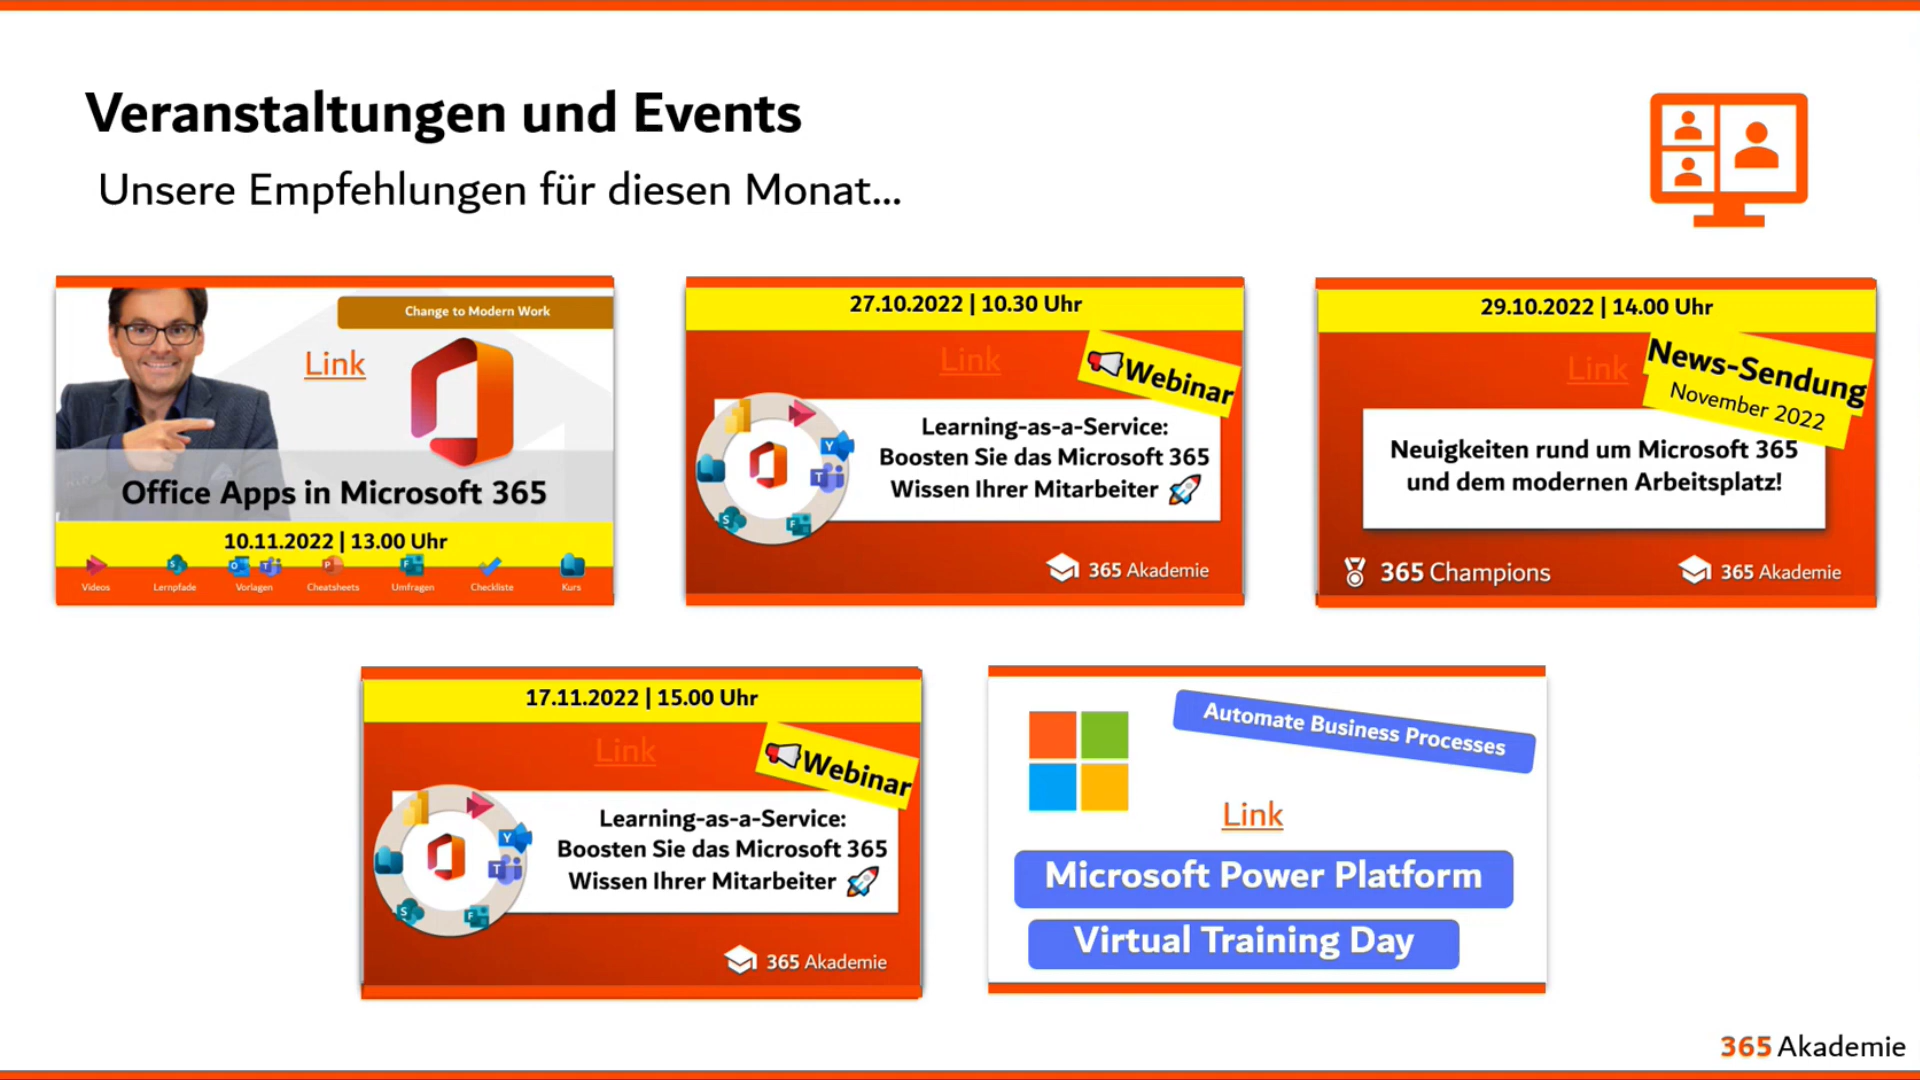 Veranstaltungen und Events
Unsere Empfehlungen für diesen Monat...
Change to Modern Work
Link
Office Apps in Microsoft 365
10.11.2022 | 13.00 Uhr
Videos
Lernpfade
Vorlagen
Cheatsheets
Umfragen
Checkliste
Kurs
27.10.2022 | 10.30 Uhr
Link
Webinar
Learning-as-a-Service:
Boosten Sie das Microsoft 365
Wissen Ihrer Mitarbeiter
365 Akademie
29.10.2022 | 14.00 Uhr
Link
News-Sendung
November 2022
Neuigkeiten rund um Microsoft 365
und dem modernen Arbeitsplatz!
365 Champions
365 Akademie
17.11.2022 | 15.00 Uhr
Link
Webinar
Learning-as-a-Service:
Boosten Sie das Microsoft 365
Wissen Ihrer Mitarbeiter
365 Akademie
Automate Business Processes
Link
Microsoft Power Platform
Virtual Training Day
365 Akademie